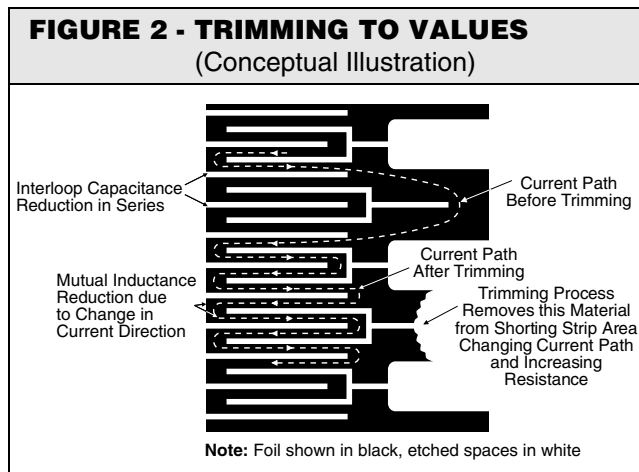 FIGURE 2 - TRIMMING TO VALUES
(Conceptual Illustration)
Interloop Capacitance
Reduction in Series
Current Path
Before Trimming
Current Path
After Trimming
Mutual Inductance
Reduction due
to Change in
Current Direction
Trimming Process
Removes this Material
from Shorting Strip Area
Changing Current Path
and Increasing
Resistance
Note: Foil shown in black, etched spaces in white